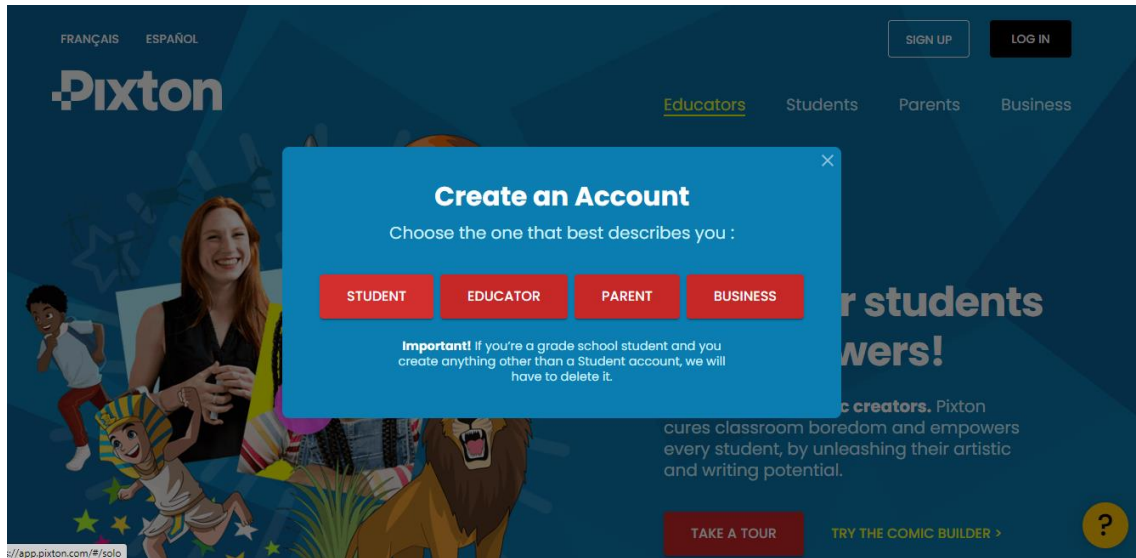 FRANÇAIS ESPAÑOL
SIGN UP LOG IN
Pixton
Educators Students Parents Business
Create an Account
Choose the one that best describes you :
STUDENT EDUCATOR PARENT BUSINESS
Important! If you're a grade school student and you
create anything other than a Student account, we will
have to delete it.
r students
wers!
c creators. Pixton
cures classroom boredom and empowers
every student, by unleashing their artistic
and writing potential.
TAKE A TOUR TRY THE COMIC BUILDER >
?
s://app.pixton.com/#/solo